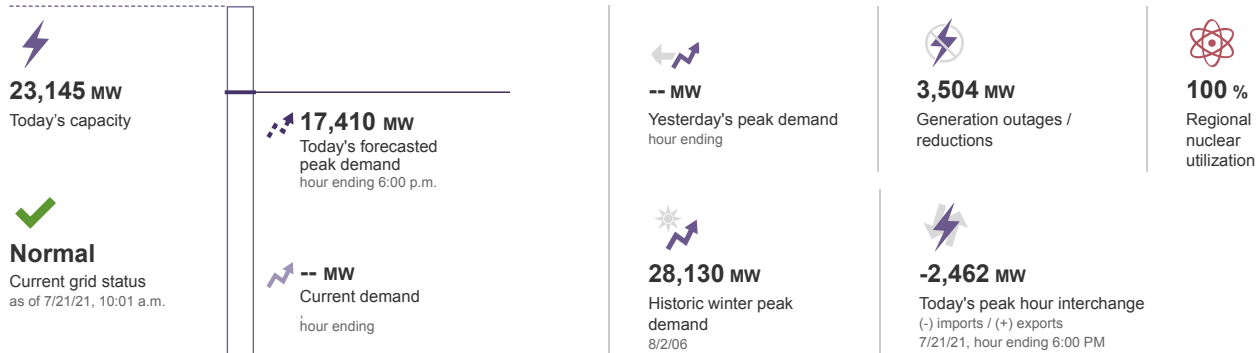 23,145 MW
Today's capacity
Normal
Current grid status
as of 7/21/21, 10:01 a.m.
17,410 MW
Today's forecasted
peak demand
hour ending 6:00 p.m.
-- MW
Current demand
,
hour ending
-- MW
Yesterday's peak demand
hour ending
3,504 MW
Generation outages /
reductions
100 %
Regional
nuclear
utilization
28,130 MW
Historic winter peak
demand
8/2/06
-2,462 MW
Today's peak hour interchange
(-) imports / (+) exports
7/21/21, hour ending 6:00 PM